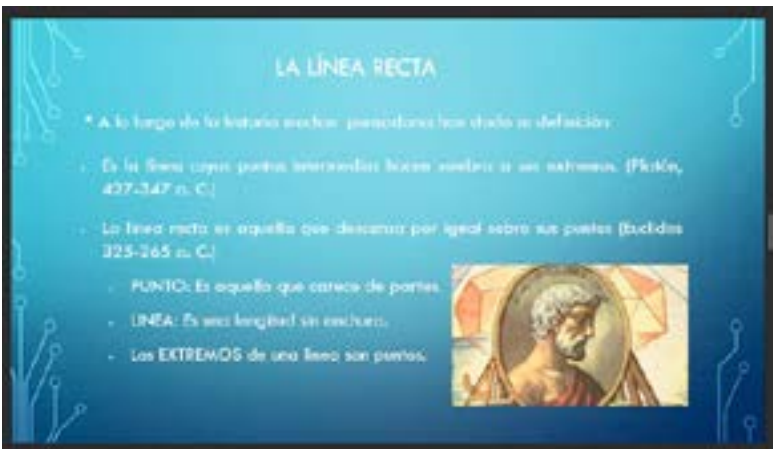 LA LÍNEA RECTA
* A lo largo de la historia muchos pensadores han dado su definición
Es la línea cuyos puntos intermedios hacen sombra a sus extremos. (Platón,
427-347 a. C.)
La línea recta es aquella que descansa por igual sobre sus puntos (Euclides
325-265 a. C.)
PUNTO: Es aquello que carece de partes.
LINEA: Es una longitud sin anchura.
Los EXTREMOS de una línea son puntos.